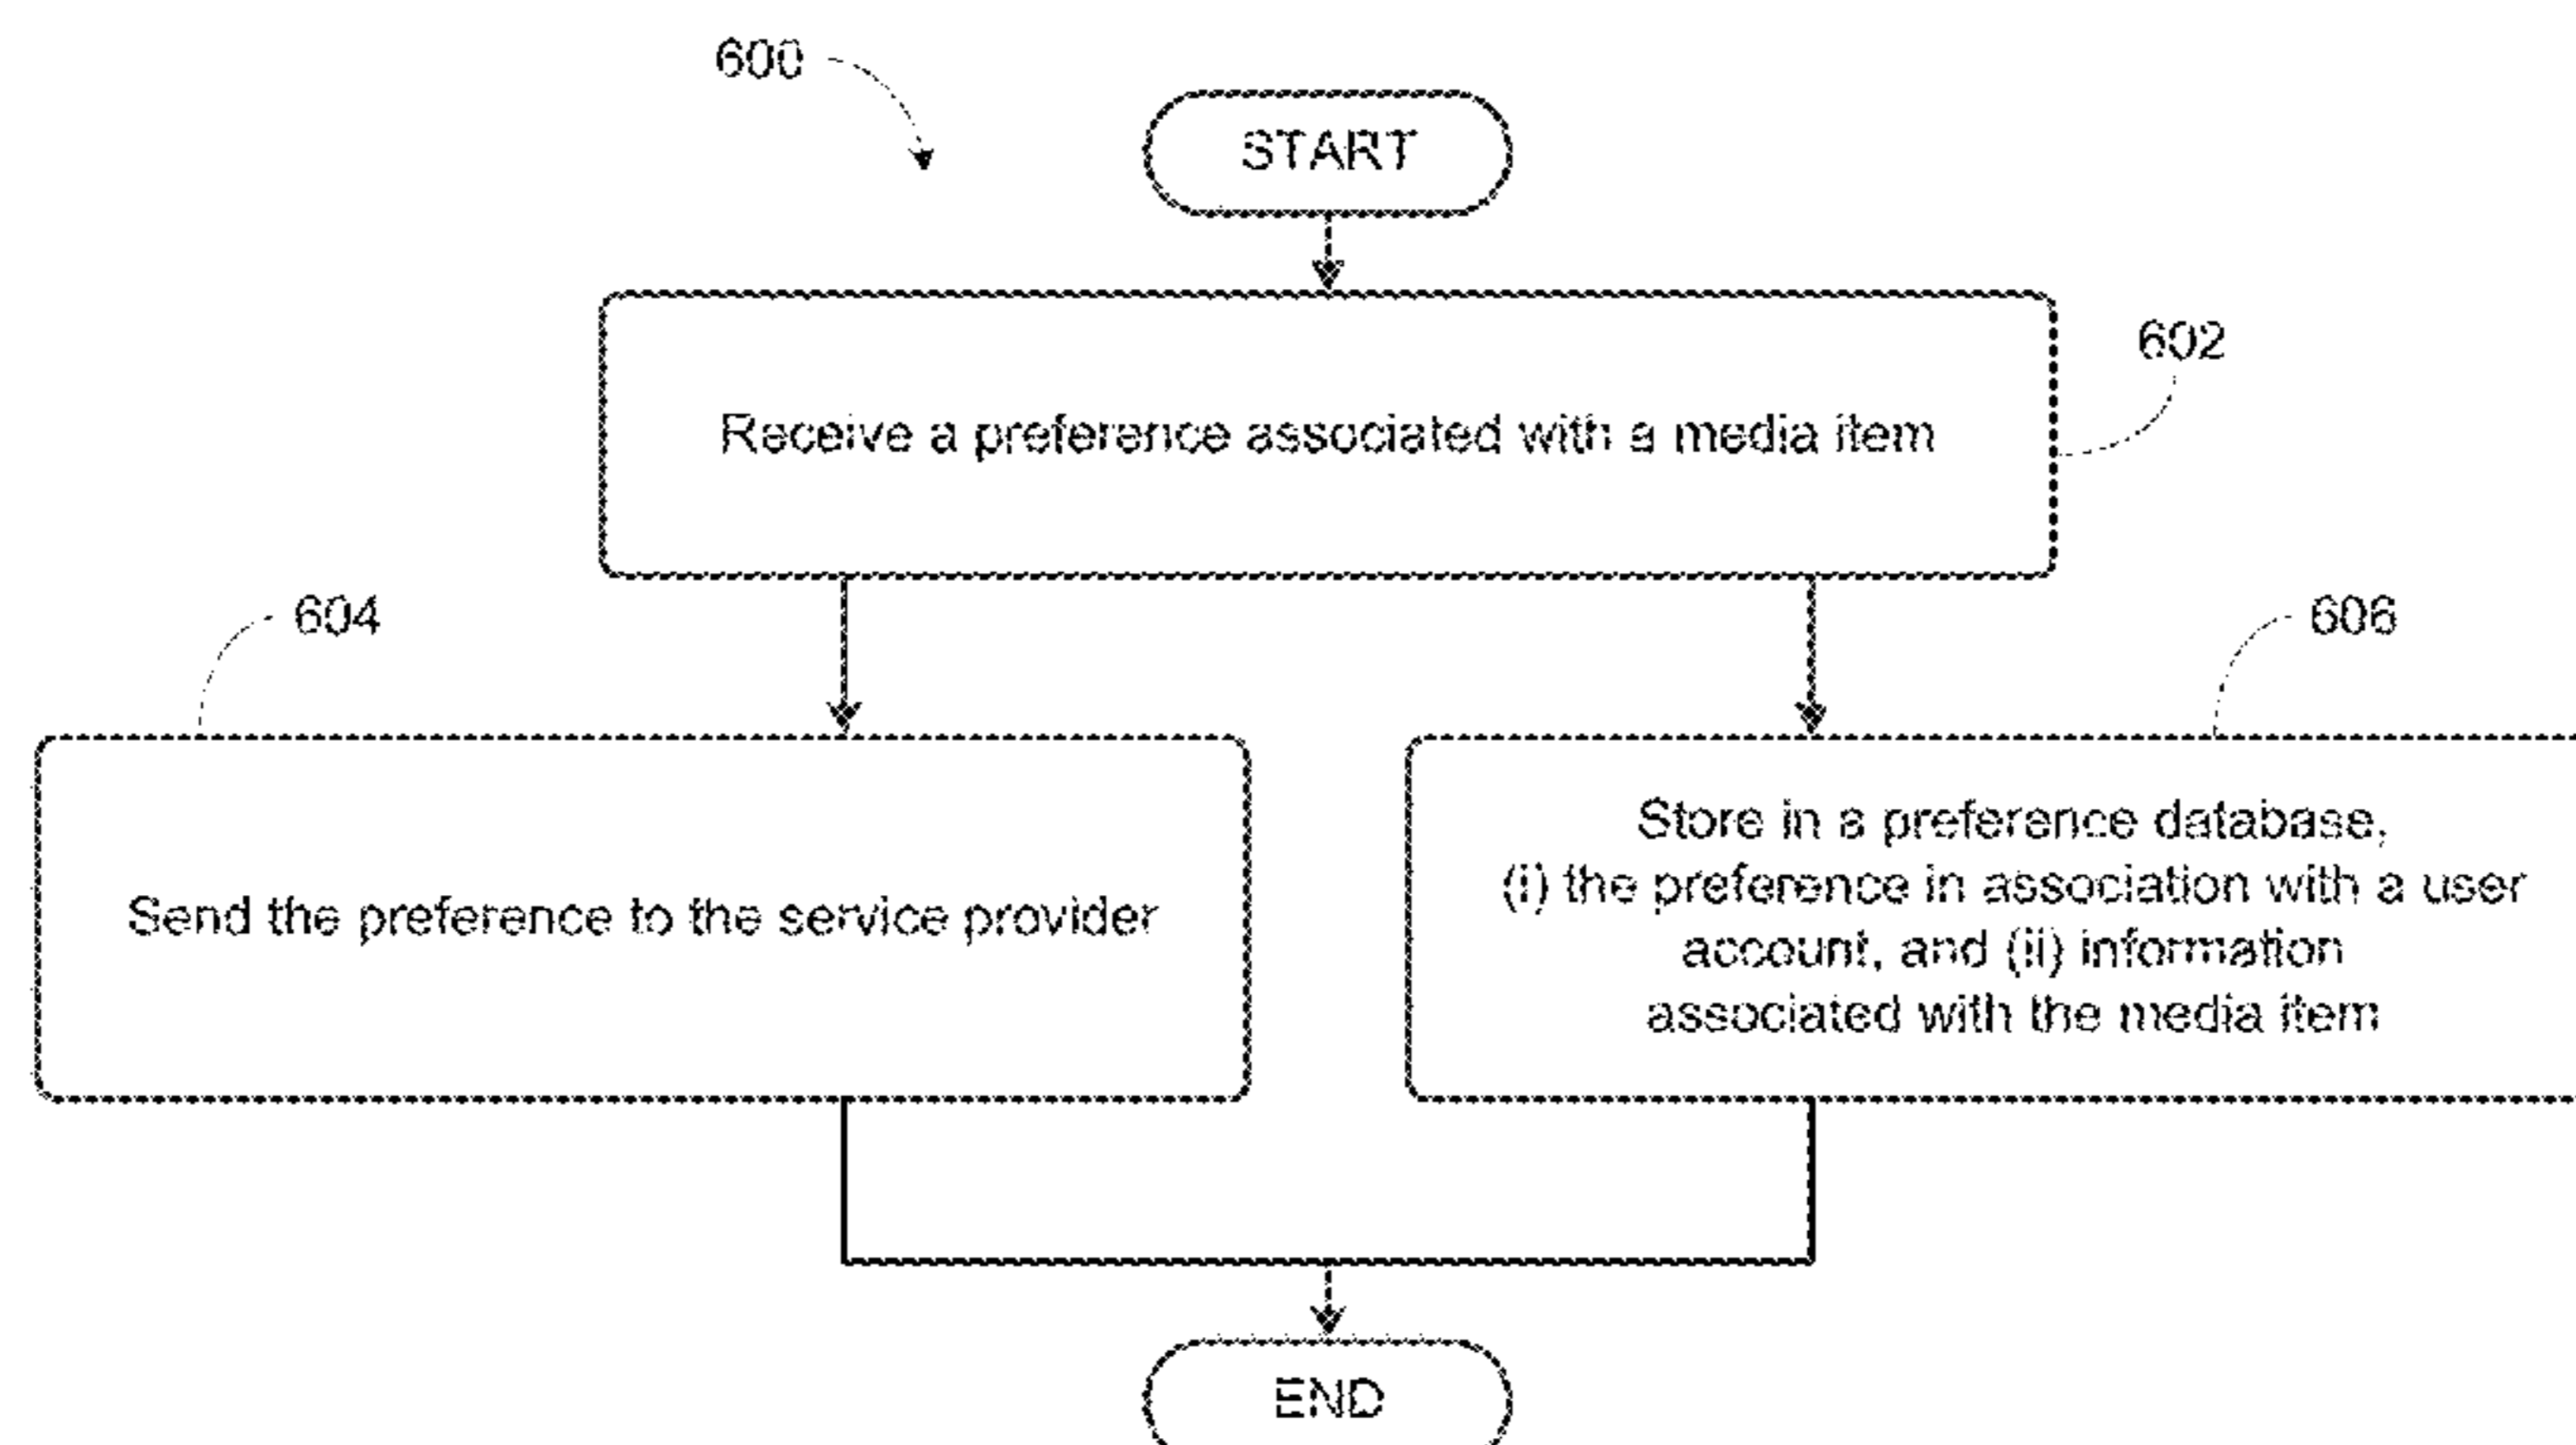 600
START
602
Receive a preference associated with a media item
604
606
Send the preference to the service provider
Store in a preference database,
(i) the preference in association with a user
account, and (ii) information
associated with the media item
END